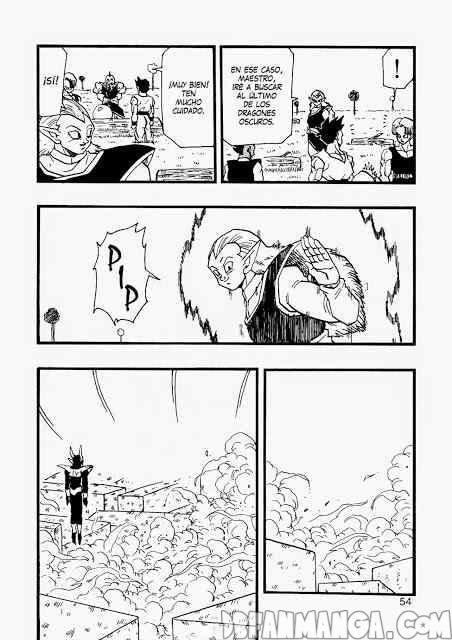 !
EN ESE CASO,
MAESTRO,
IRÉ A BUSCAR
AL ÚLTIMO
DE LOS
DRAGONES
OSCUROS.
¡MUY BIEN!
TEN
MUCHO
CUIDADO.
¡SÍ!
PIP
54
DBFANMANGA.COM